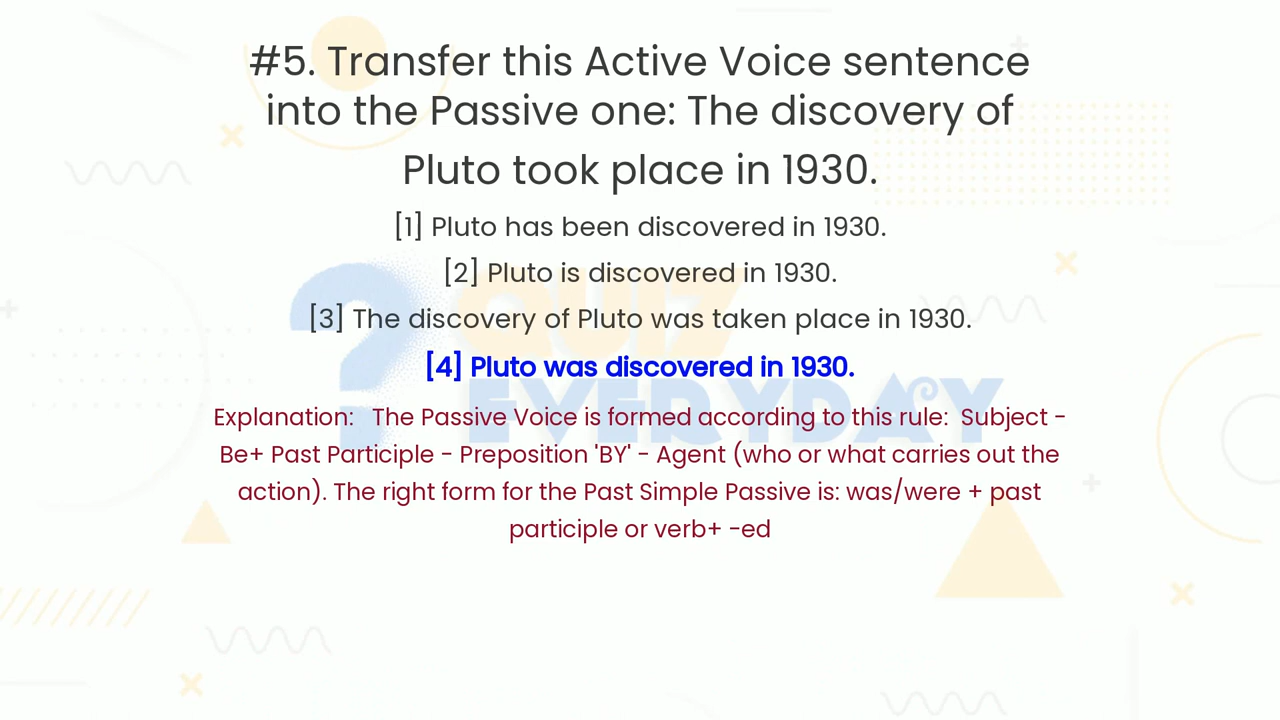 #5. Transfer this Active Voice sentence
into the Passive one: The discovery of
Pluto took place in 1930.
[1] Pluto has been discovered in 1930.
[2] Pluto is discovered in 1930.
[3] The discovery of Pluto was taken place in 1930.
[4] Pluto was discovered in 1930.
Explanation:   The Passive Voice is formed according to this rule:  Subject -
Be+ Past Participle - Preposition 'BY' - Agent (who or what carries out the
action). The right form for the Past Simple Passive is: was/were + past
participle or verb+ -ed
QUIZ
EVERYDAY